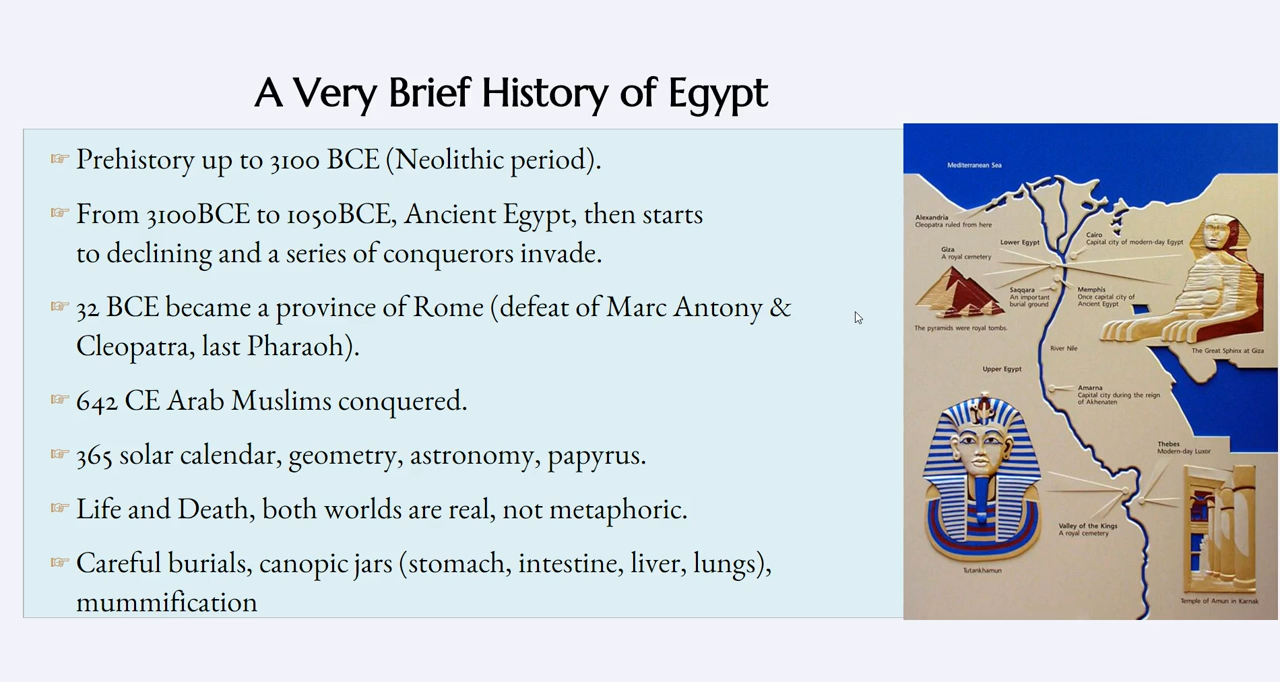 A Very Brief History of Egypt
☞ Prehistory up to 3100 BCE (Neolithic period).
☞ From 3100BCE to 1050BCE, Ancient Egypt, then starts
to declining and a series of conquerors invade.
☞ 32 BCE became a province of Rome (defeat of Marc Antony &
Cleopatra, last Pharaoh).
☞ 642 CE Arab Muslims conquered.
☞ 365 solar calendar, geometry, astronomy, papyrus.
☞ Life and Death, both worlds are real, not metaphoric.
☞ Careful burials, canopic jars (stomach, intestine, liver, lungs),
mummification
Mediterranean Sea
Alexandria
Cleopatra ruled from here
Lower Egypt
Cairo
Capital city of modern-day Egypt
Giza
A royal cemetery
Saqqara
An important
burial ground
Memphis
Once capital city of
Ancient Egypt
The pyramids were royal tombs.
River Nile
The Great Sphinx at Giza
Upper Egypt
Amarna
Capital city during the reign
of Akhenaten
Thebes
Modern-day Luxor
Valley of the Kings
A royal cemetery
Tutankhamun
Temple of Amun in Karnak